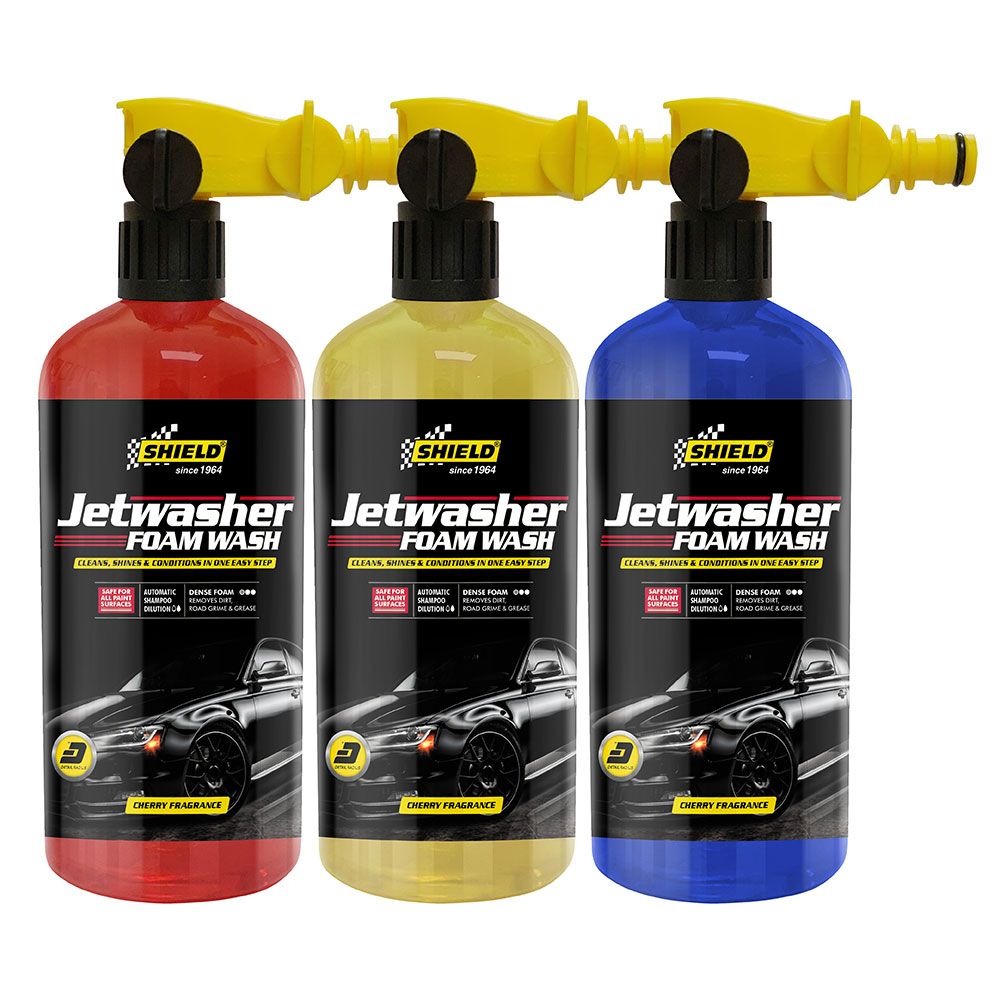 SHIELD®
since 1964
Jetwasher
FOAM WASH
CLEANS, SHINES & CONDITIONS IN ONE EASY STEP
SAFE FOR
ALL PAINT
SURFACES
AUTOMATIC
SHAMPOO
DILUTION
DENSE FOAM
REMOVES DIRT,
ROAD GRIME & GREASE
CHERRY FRAGRANCE
SHIELD®
since 1964
Jetwasher
FOAM WASH
CLEANS, SHINES & CONDITIONS IN ONE EASY STEP
SAFE FOR
ALL PAINT
SURFACES
AUTOMATIC
SHAMPOO
DILUTION
DENSE FOAM
REMOVES DIRT,
ROAD GRIME & GREASE
CHERRY FRAGRANCE
SHIELD®
since 1964
Jetwasher
FOAM WASH
CLEANS, SHINES & CONDITIONS IN ONE EASY STEP
SAFE FOR
ALL PAINT
SURFACES
AUTOMATIC
SHAMPOO
DILUTION
DENSE FOAM
REMOVES DIRT,
ROAD GRIME & GREASE
CHERRY FRAGRANCE